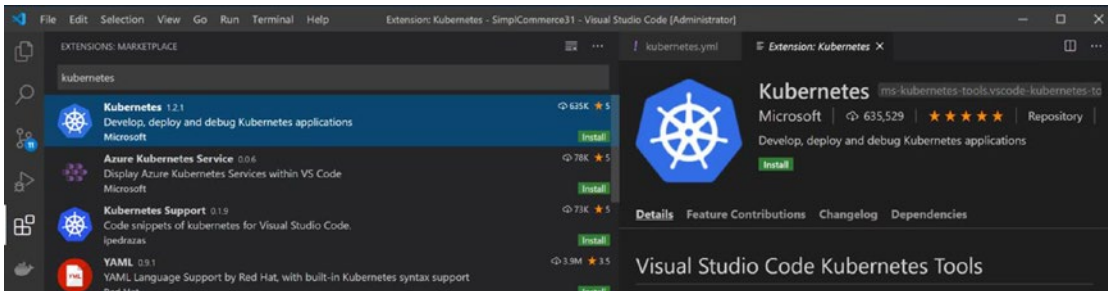 File Edit Selection View Go Run Terminal Help Extension: Kubernetes - SimplCommerce31 - Visual Studio Code [Administrator]
EXTENSIONS: MARKETPLACE
kubernetes
Kubernetes 1.2.1 635K ★ 5
Develop, deploy and debug Kubernetes applications
Microsoft Install
Azure Kubernetes Service 0.0.6 78K ★ 5
Display Azure Kubernetes Services within VS Code
Microsoft Install
Kubernetes Support 0.1.9 73K ★ 5
Code snippets of kubernetes for Visual Studio Code.
ipedrazas Install
YAML 0.9.1 3.9M ★ 3.5
YAML Language Support by Red Hat, with built-in Kubernetes syntax support
11
! kubernetes.yml Extension: Kubernetes ×
Kubernetes ms-kubernetes-tools.vscode-kubernetes-to
Microsoft | 635,529 | ★★★★★ | Repository |
Develop, deploy and debug Kubernetes applications
Install
Details Feature Contributions Changelog Dependencies
Visual Studio Code Kubernetes Tools